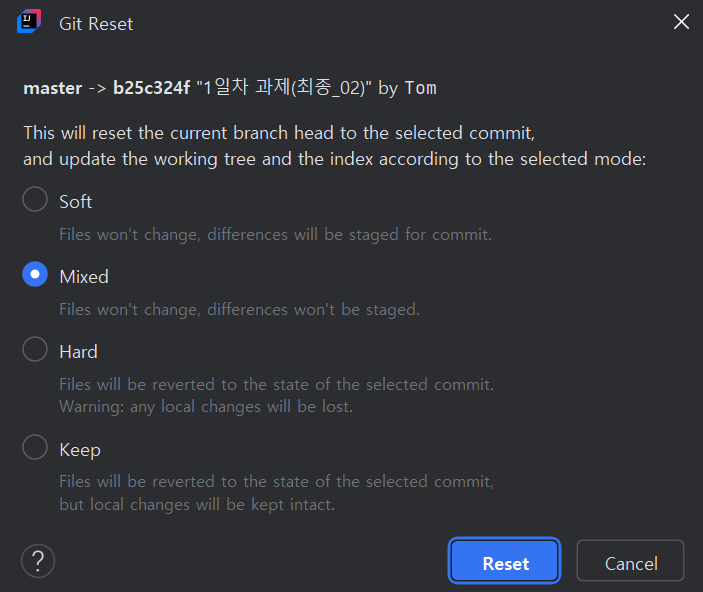 IJ
Git Reset
master -> b25c324f "1일차 과제(최종_02)" by Tom
This will reset the current branch head to the selected commit,
and update the working tree and the index according to the selected mode:
Soft
Files won't change, differences will be staged for commit.
Mixed
Files won't change, differences won't be staged.
Hard
Files will be reverted to the state of the selected commit.
Warning: any local changes will be lost.
Keep
Files will be reverted to the state of the selected commit,
but local changes will be kept intact.
?
Reset
Cancel